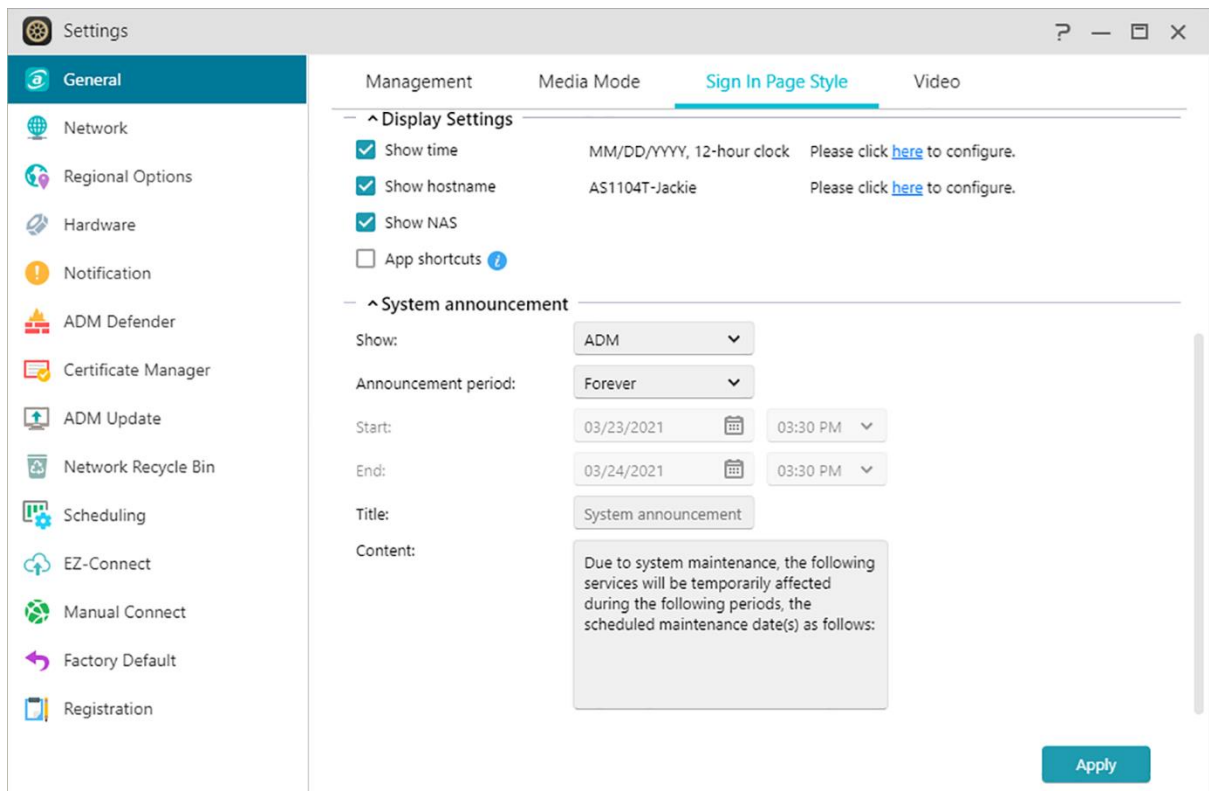 Settings
General
Network
Regional Options
Hardware
Notification
ADM Defender
Certificate Manager
ADM Update
Network Recycle Bin
Scheduling
EZ-Connect
Manual Connect
Factory Default
Registration
Management Media Mode Sign In Page Style Video
Display Settings
Show time MM/DD/YYYY, 12-hour clock Please click here to configure.
Show hostname AS1104T-Jackie Please click here to configure.
Show NAS
App shortcuts
System announcement
Show: ADM
Announcement period: Forever
Start: 03/23/2021 03:30 PM
End: 03/24/2021 03:30 PM
Title: System announcement
Content:
Due to system maintenance, the following
services will be temporarily affected
during the following periods, the
scheduled maintenance date(s) as follows:
Apply